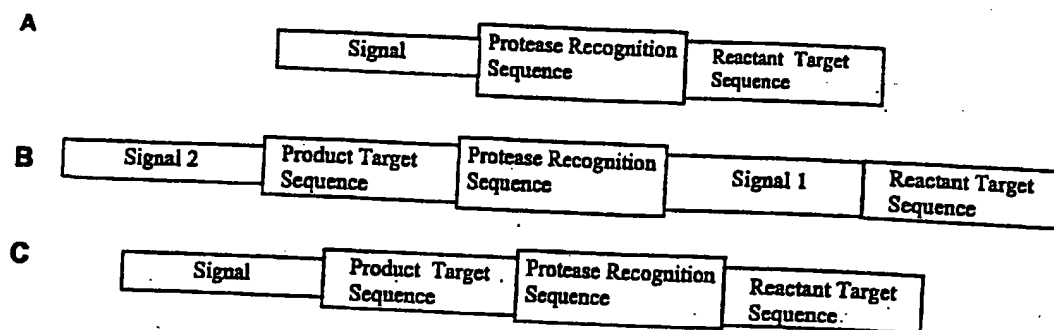 A
Signal
Protease Recognition
Sequence
Reactant Target
Sequence
B
Signal 2
Product Target
Sequence
Protease Recognition
Sequence
Signal 1
Reactant Target
Sequence
C
Signal
Product Target
Sequence
Protease Recognition
Sequence
Reactant Target
Sequence.